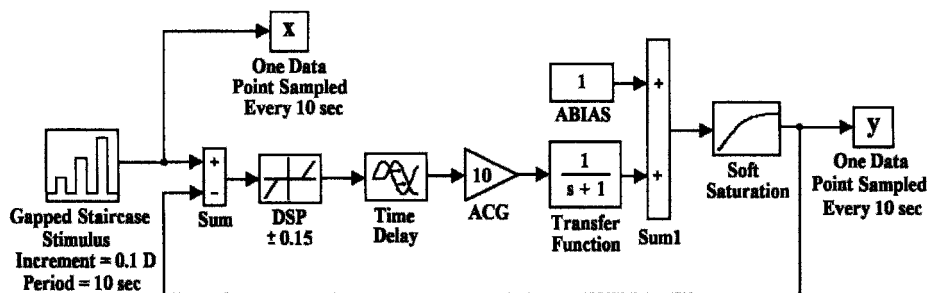 x
One Data
Point Sampled
Every 10 sec
1
ABIAS
+
+
Sum1
Gapped Staircase
Stimulus
Increment = 0.1 D
Period = 10 sec
+
−
Sum
DSP
± 0.15
Time
Delay
10
ACG
1
s + 1
Transfer
Function
Soft
Saturation
y
One Data
Point Sampled
Every 10 sec